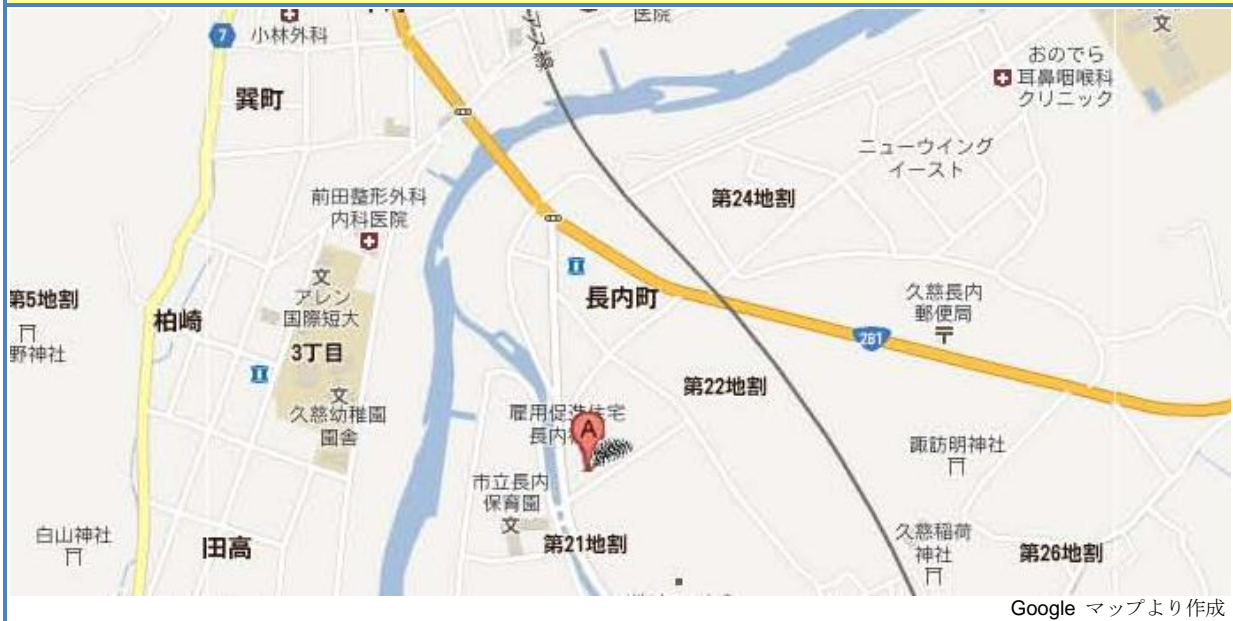 医院
7
小林外科
アス線
おのでら
耳鼻咽喉科
クリニック
文
巽町
ニューウイング
イースト
前田整形外科
内科医院
第24地割
文
アレン
国際短大
第5地割
野神社
柏崎
3丁目
長内町
久慈長内
郵便局
281
第22地割
文
久慈幼稚園
園舎
雇用促進住宅
長内
A
諏訪明神社
市立長内
保育園
文
白山神社
田高
第21地割
久慈稲荷
神社
第26地割
Google マップより作成